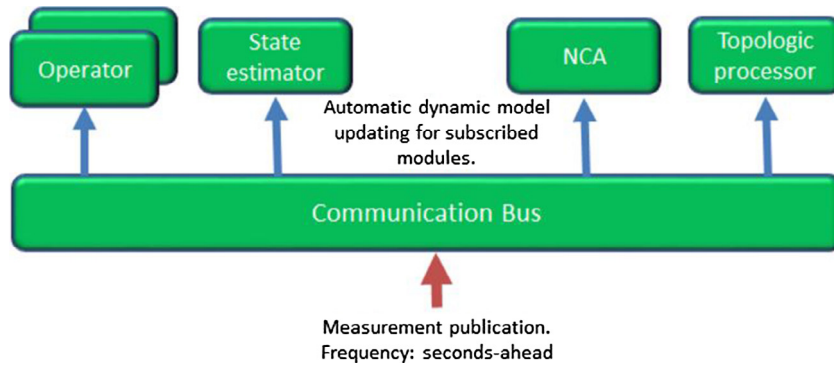 Operator
State
estimator
NCA
Topologic
processor
Automatic dynamic model
updating for subscribed
modules.
Communication Bus
Measurement publication.
Frequency: seconds-ahead